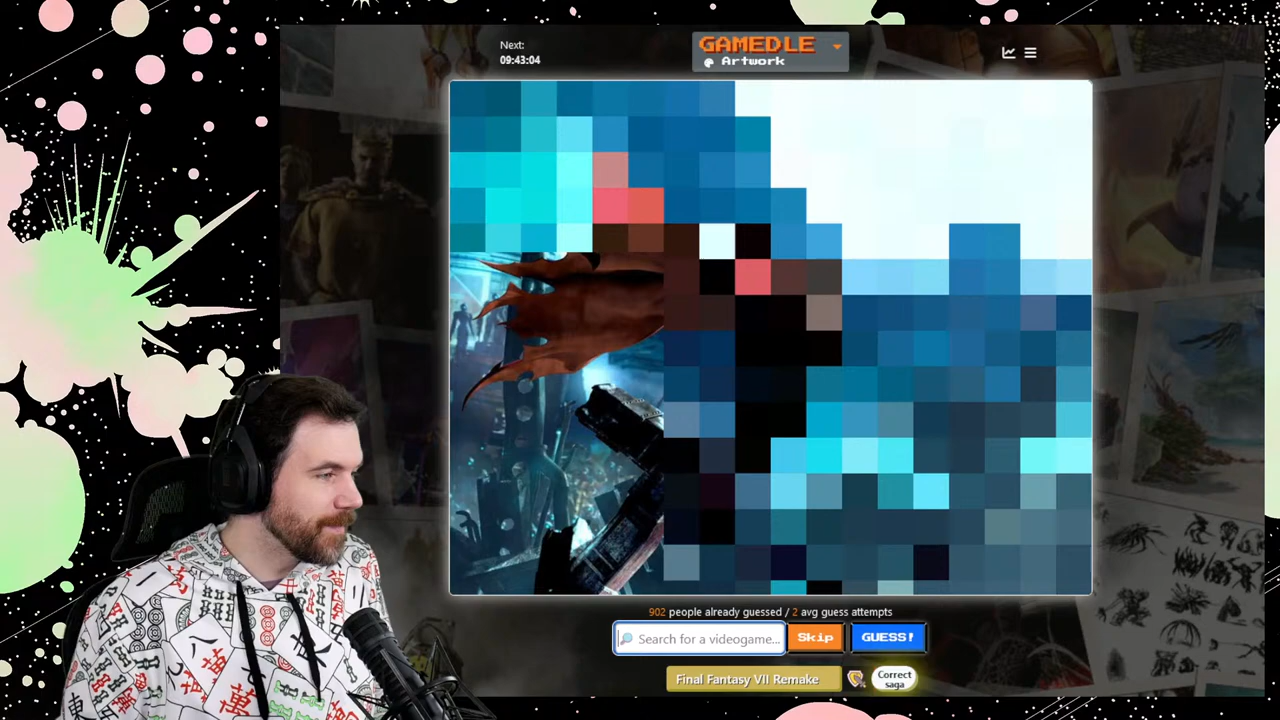 Next:
09:43:04
GAMEDLE
Artwork
902 people already guessed / 2 avg guess attempts
Search for a videogame...
Skip
GUESS!
Final Fantasy VII Remake
Correct
saga